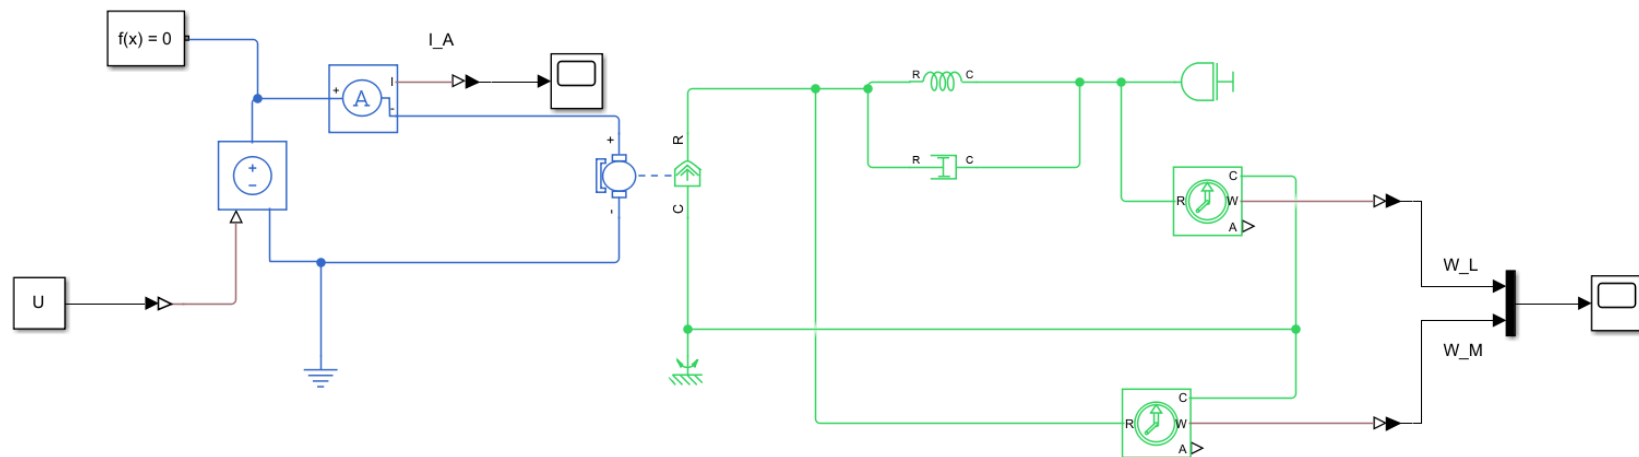 f(x) = 0
I_A
+
I
A
-
+
-
U
+
-
R
C
R
C
R
C
R
C
W
A
W_L
W_M
R
C
W
A